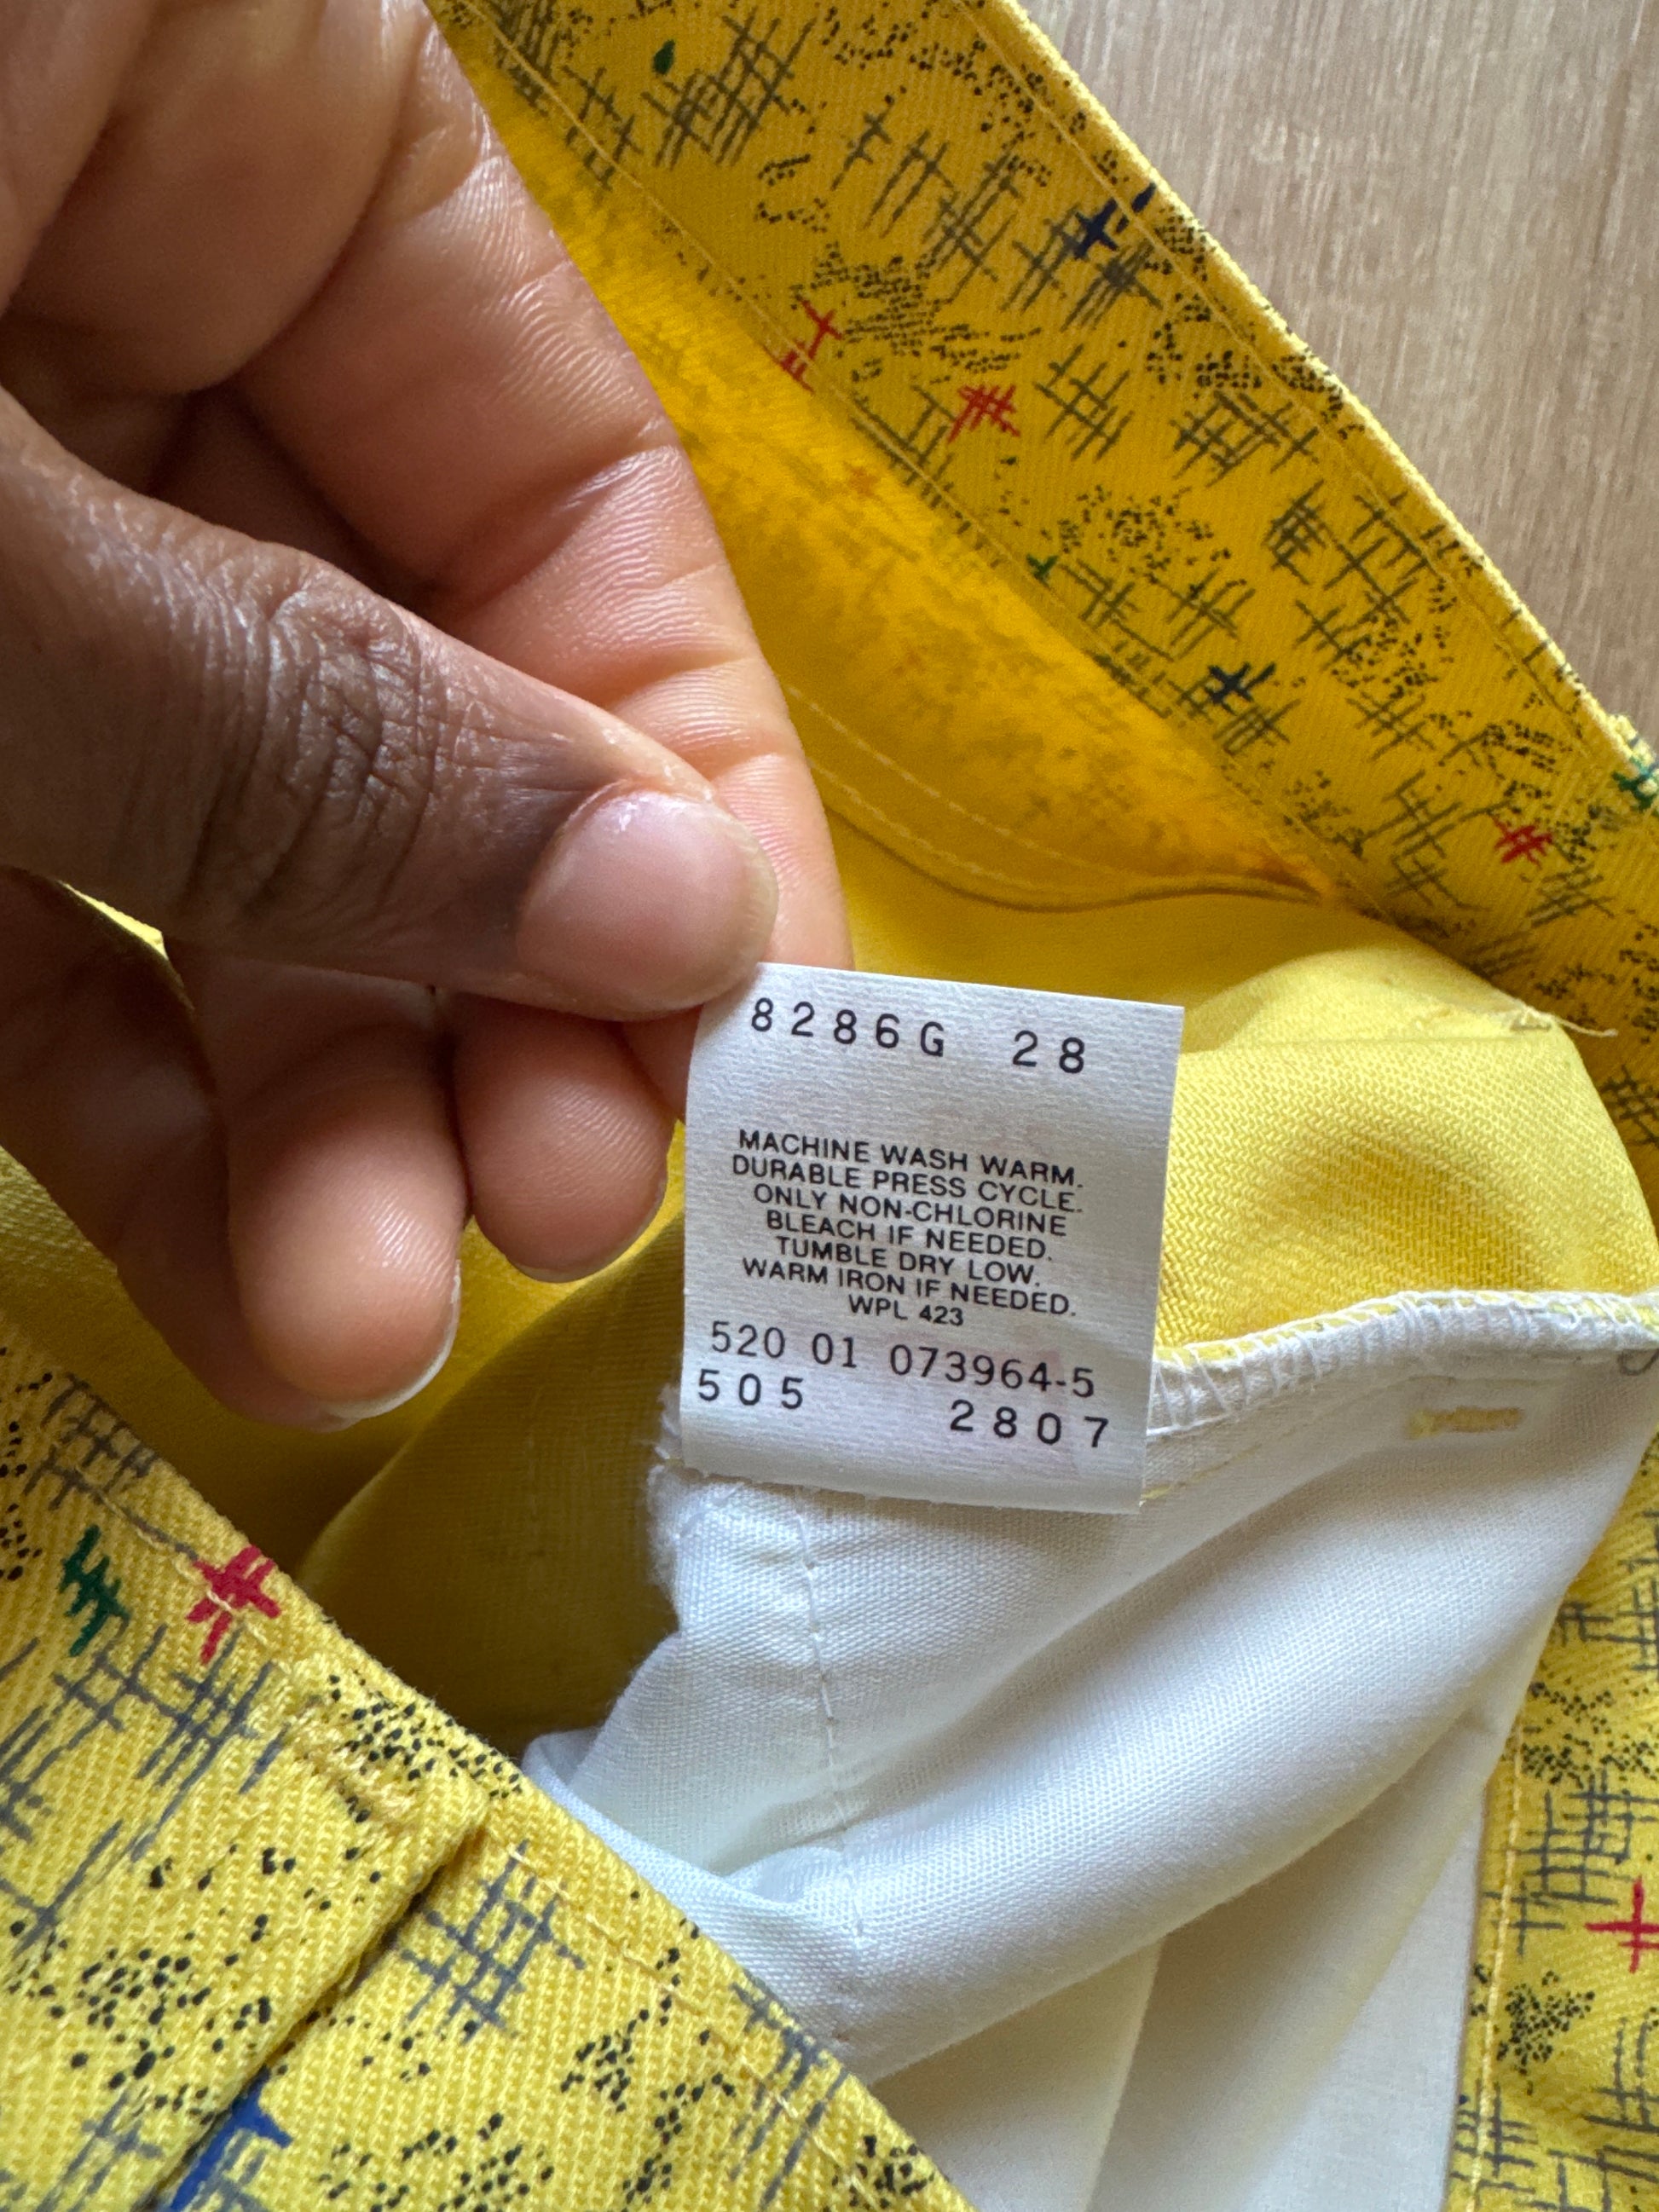 8286G 28
MACHINE WASH WARM.
DURABLE PRESS CYCLE.
ONLY NON-CHLORINE
BLEACH IF NEEDED.
TUMBLE DRY LOW.
WARM IRON IF NEEDED.
WPL 423
520 01 073964-5
505 2807